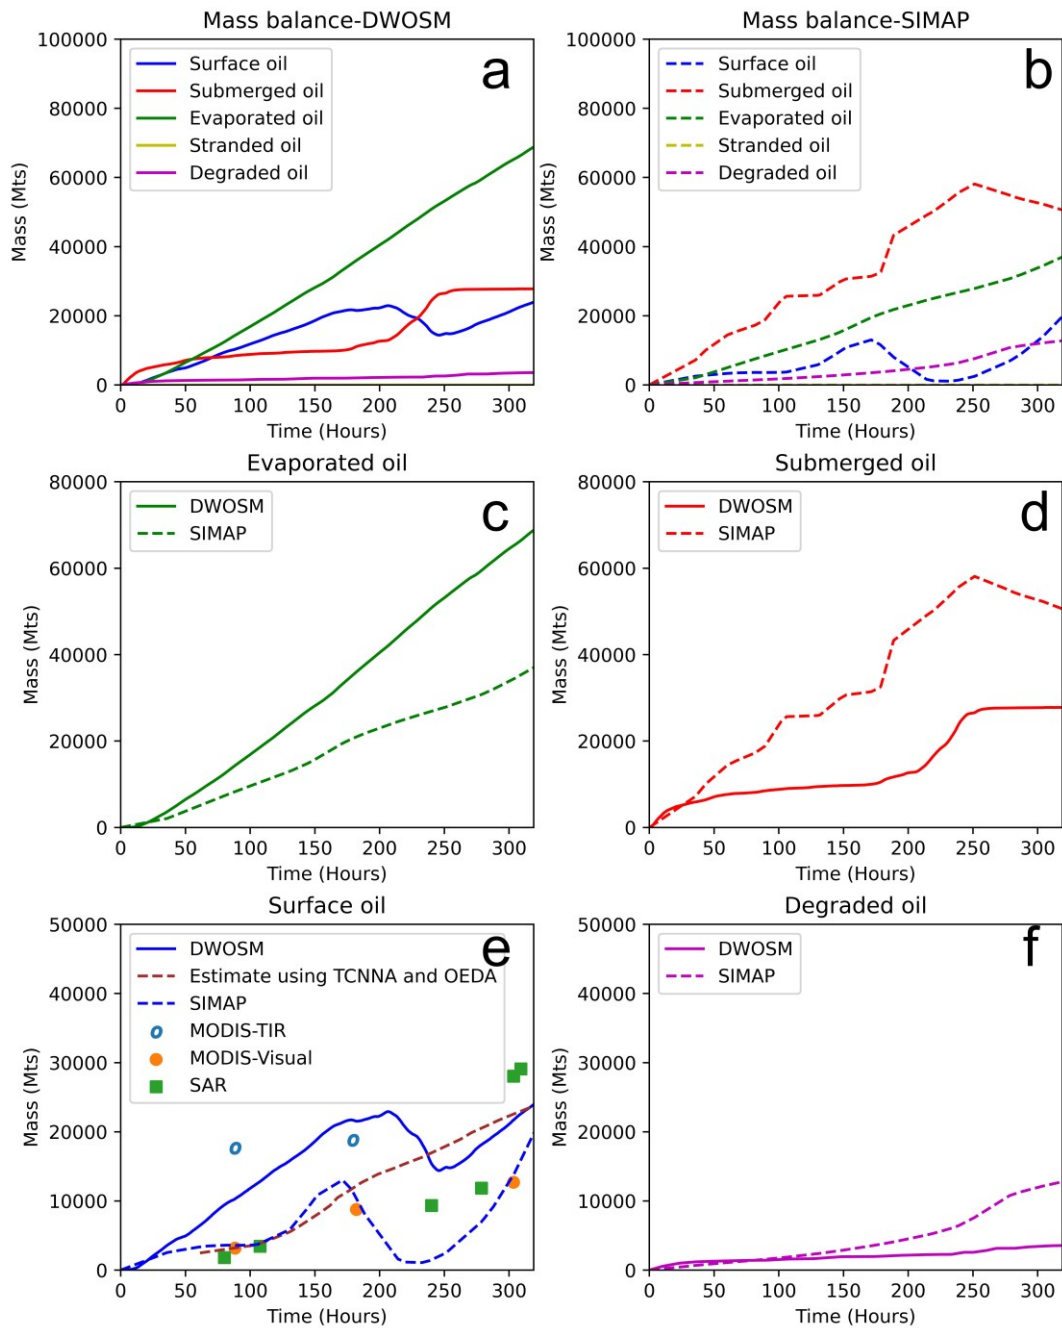 Mass balance-DWOSM
100000
80000
60000
40000
20000
0
Mass (Mts)
Surface oil
Submerged oil
Evaporated oil
Stranded oil
Degraded oil
a
0 50 100 150 200 250 300
Time (Hours)
Mass balance-SIMAP
100000
80000
60000
40000
20000
0
Mass (Mts)
Surface oil
Submerged oil
Evaporated oil
Stranded oil
Degraded oil
b
0 50 100 150 200 250 300
Time (Hours)
Evaporated oil
80000
60000
40000
20000
0
Mass (Mts)
DWOSM
SIMAP
c
0 50 100 150 200 250 300
Time (Hours)
Submerged oil
80000
60000
40000
20000
0
Mass (Mts)
DWOSM
SIMAP
d
0 50 100 150 200 250 300
Time (Hours)
Surface oil
50000
40000
30000
20000
10000
0
Mass (Mts)
DWOSM
Estimate using TCNNA and OEDA
SIMAP
MODIS-TIR
MODIS-Visual
SAR
e
0 50 100 150 200 250 300
Time (Hours)
Degraded oil
50000
40000
30000
20000
10000
0
Mass (Mts)
DWOSM
SIMAP
f
0 50 100 150 200 250 300
Time (Hours)